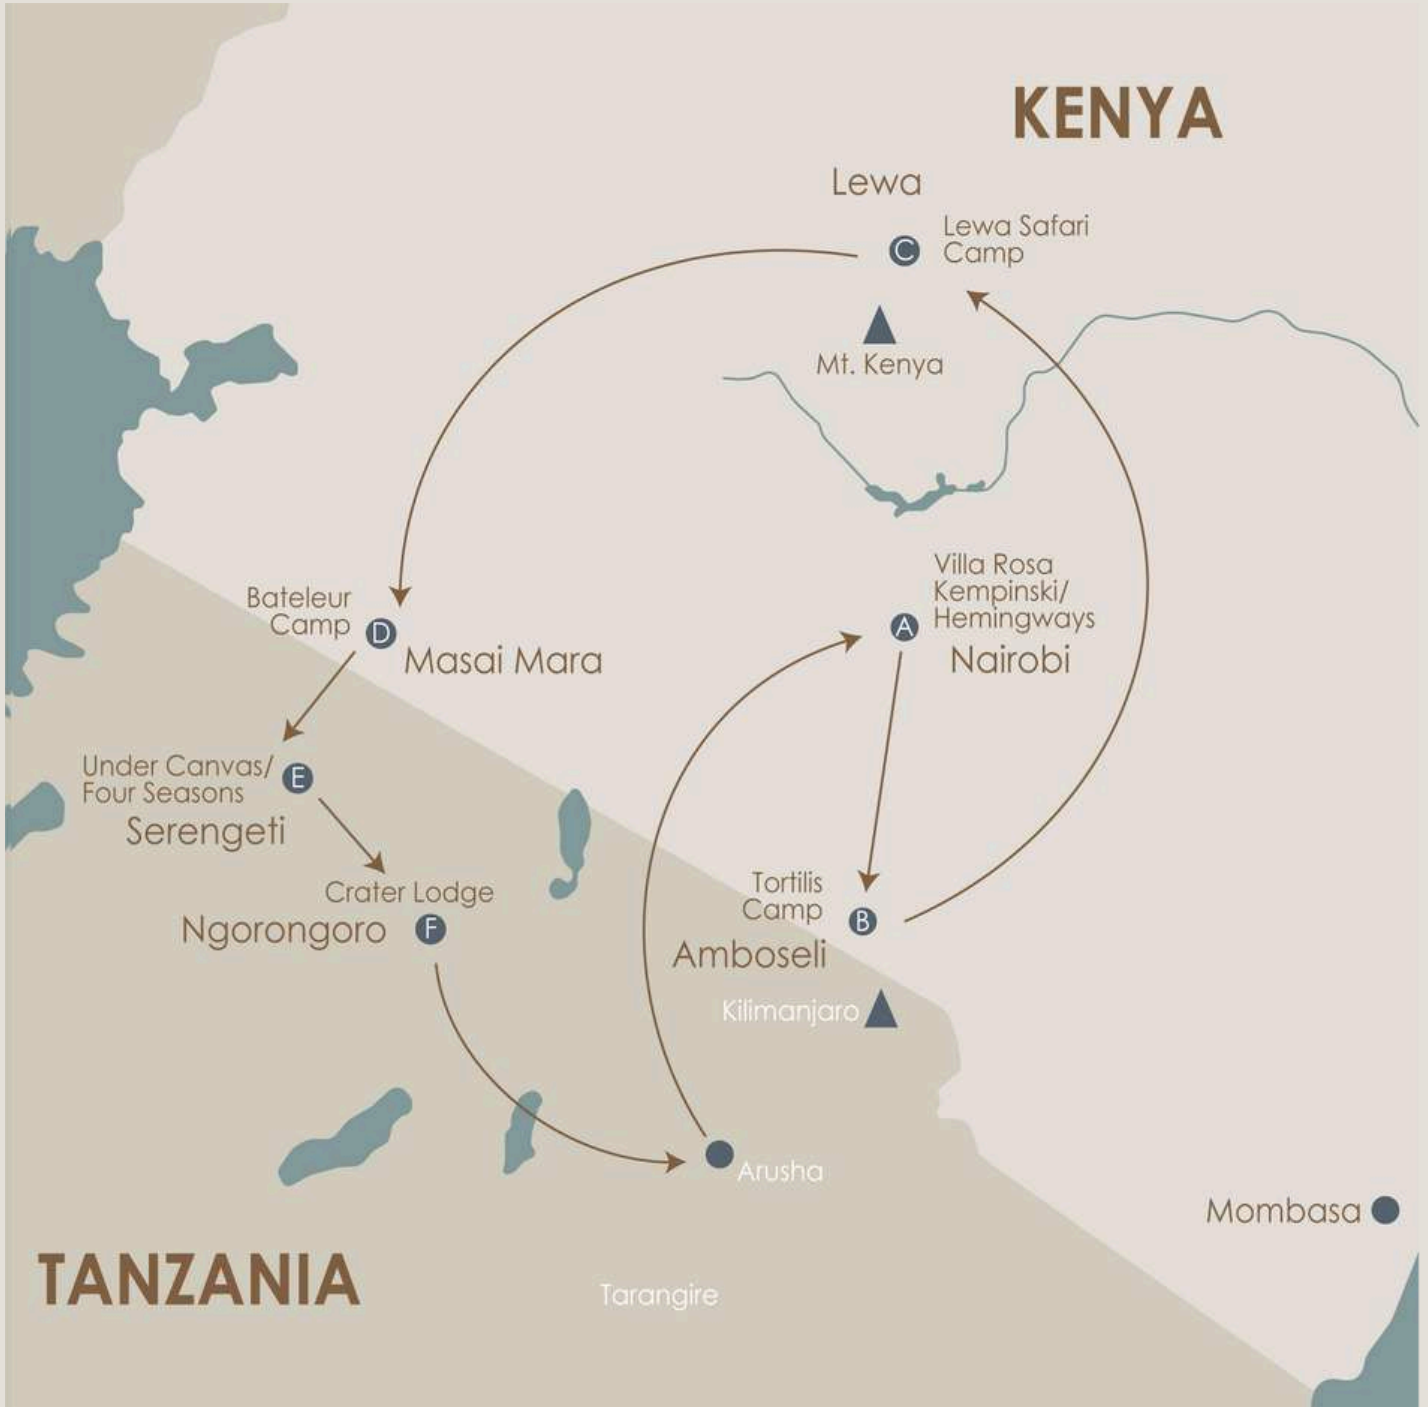 KENYA
Lewa
C
Lewa Safari
Camp
Mt. Kenya
Villa Rosa
Kempinski/
Hemingways
A
Nairobi
Bateleur
Camp
D
Masai Mara
Under Canvas/
Four Seasons
E
Serengeti
Crater Lodge
Ngorongoro
F
Tortilis
Camp
B
Amboseli
Kilimanjaro
Arusha
Mombasa
TANZANIA
Tarangire